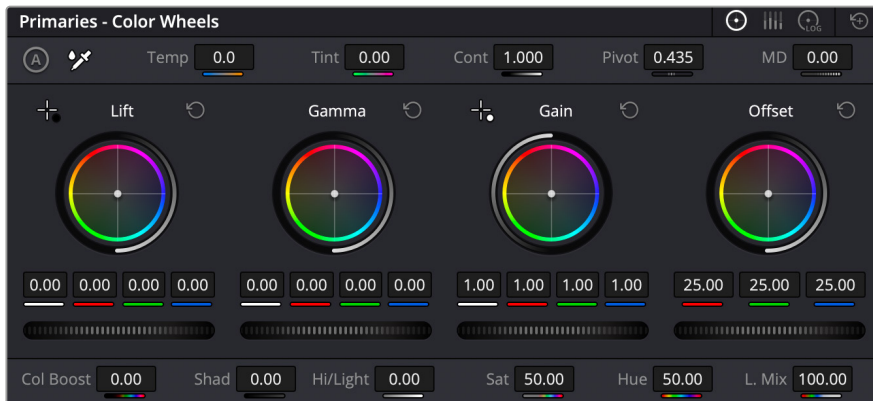 Primaries - Color Wheels
LOG
A Temp 0.0 Tint 0.00 Cont 1.000 Pivot 0.435 MD 0.00
Lift Gamma Gain Offset
0.00 0.00 0.00 0.00 0.00 0.00 0.00 0.00 1.00 1.00 1.00 1.00 25.00 25.00 25.00
Col Boost 0.00 Shad 0.00 Hi/Light 0.00 Sat 50.00 Hue 50.00 L. Mix 100.00